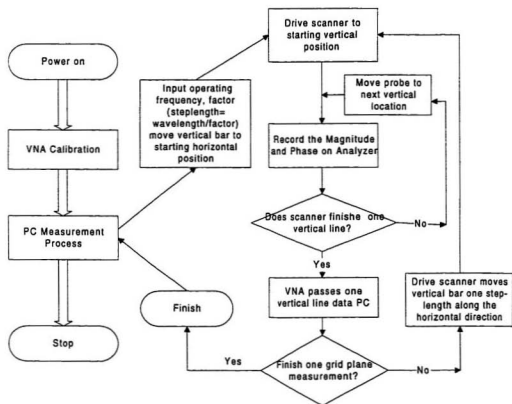 Power on
VNA Calibration
PC Measurement
Process
Stop
Input operating
frequency, factor
(steplength=
wavelength/factor)
move vertical bar to
starting horizontal
position
Drive scanner to
starting vertical
position
Move probe to
next vertical
location
Record the Magnitude
and Phase on Analyzer
Does scanner finishe one
vertical line?
No
Yes
VNA passes one
vertical line data PC
Drive scanner moves
vertical bar one step-
length along the
horizontal direction
Finish one grid plane
measurement?
No
Yes
Finish